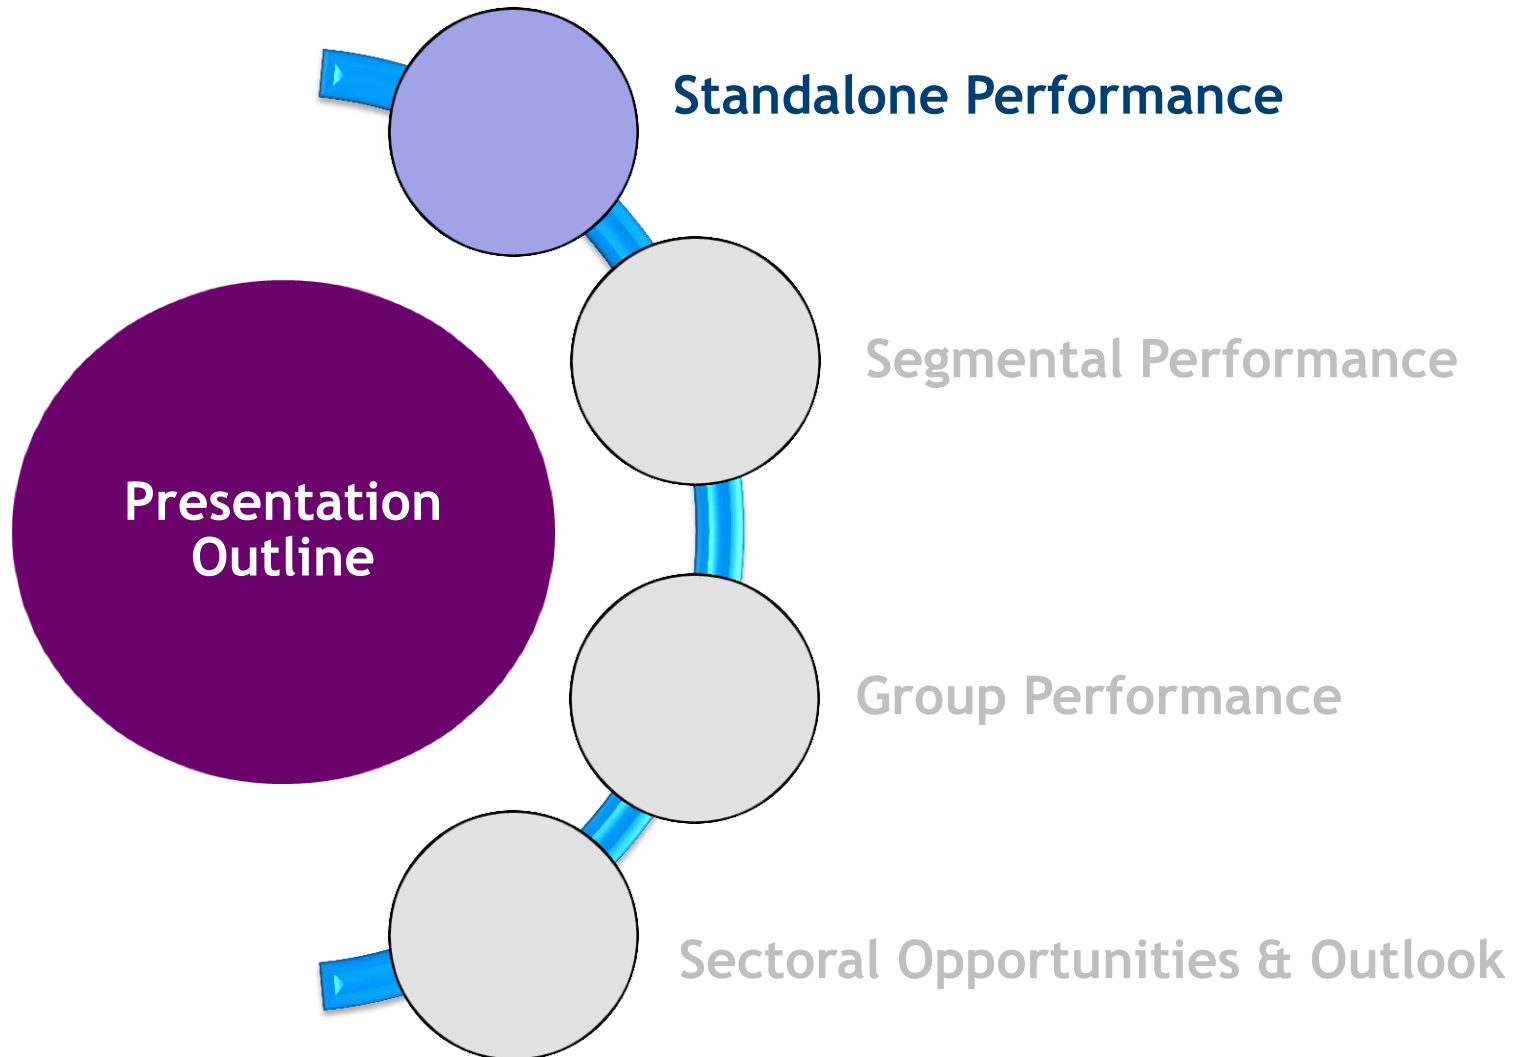 Standalone Performance
Segmental Performance
Presentation
Outline
Group Performance
Sectoral Opportunities & Outlook